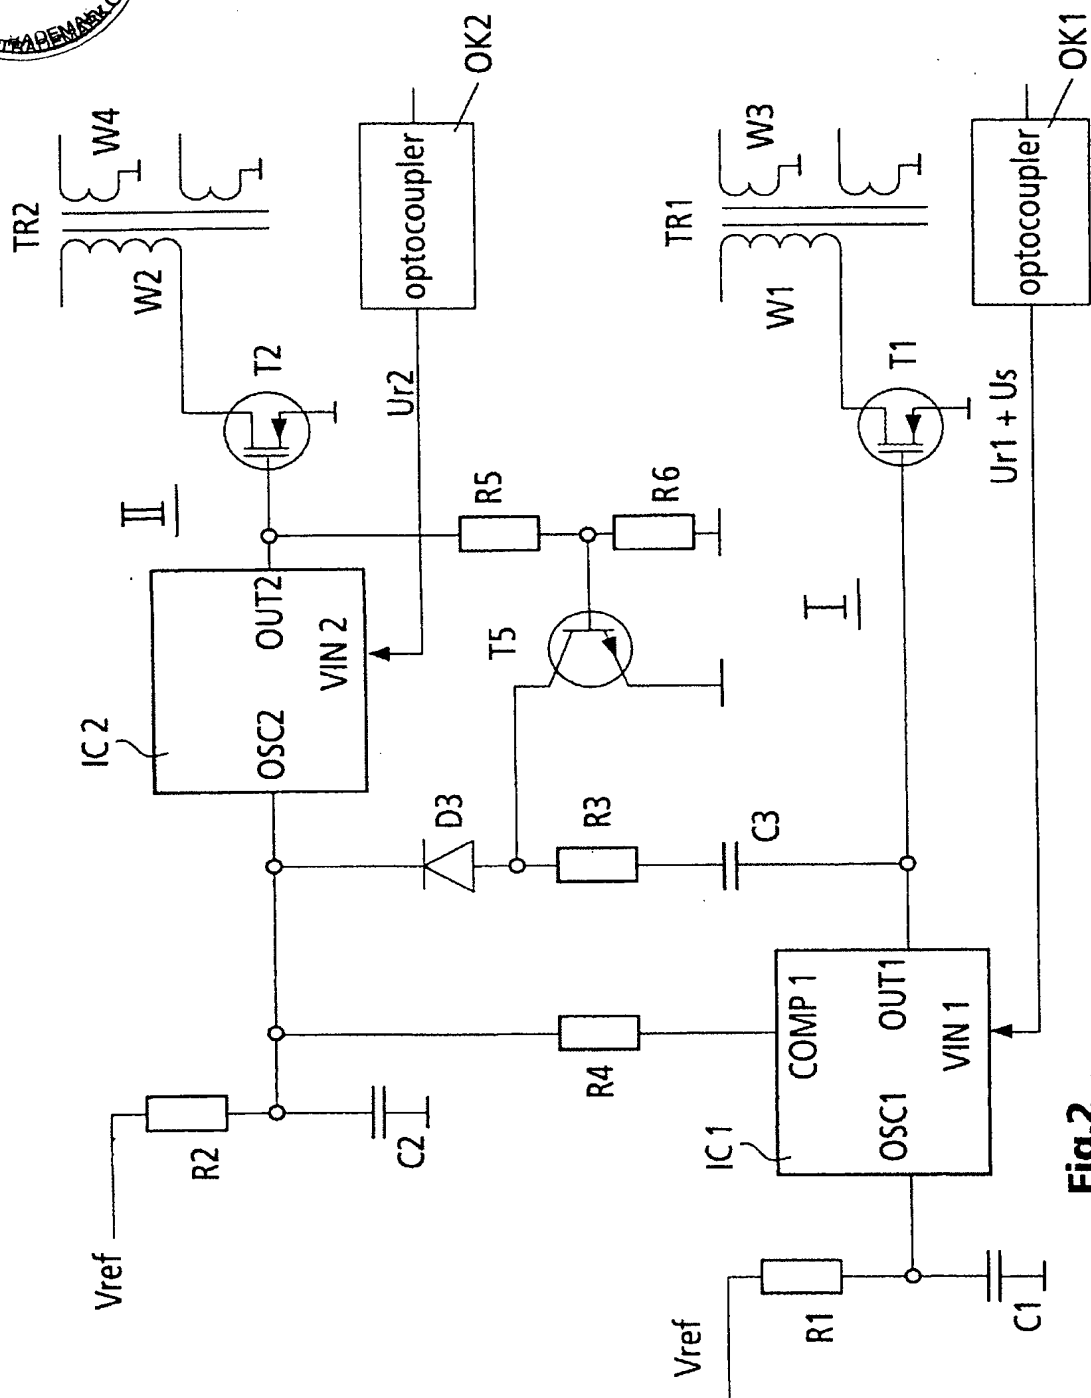 TRADEMARK
TR2
W4
W2
T2
II
optocoupler
OK2
Ur2
IC 2
OSC2
OUT2
VIN 2
R5
R6
T5
D3
R3
C3
R4
Vref
R2
C2
TR1
W3
W1
T1
I
optocoupler
OK1
Ur1 + Us
IC 1
COMP 1
OSC1
OUT1
VIN 1
Vref
R1
C1
Fig.2